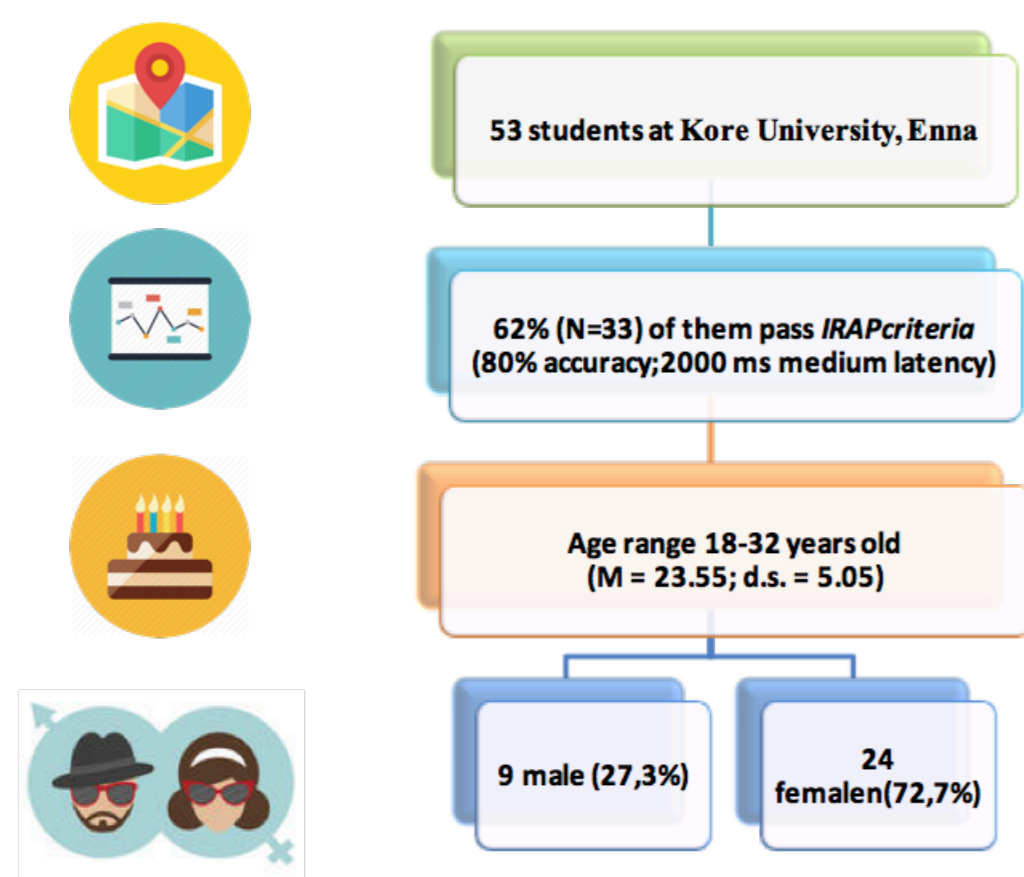 53 students at Kore University, Enna
62% (N=33) of them pass IRAPcriteria
(80% accuracy;2000 ms medium latency)
Age range 18-32 years old
(M = 23.55; d.s. = 5.05)
9 male (27,3%)
24
femalen(72,7%)